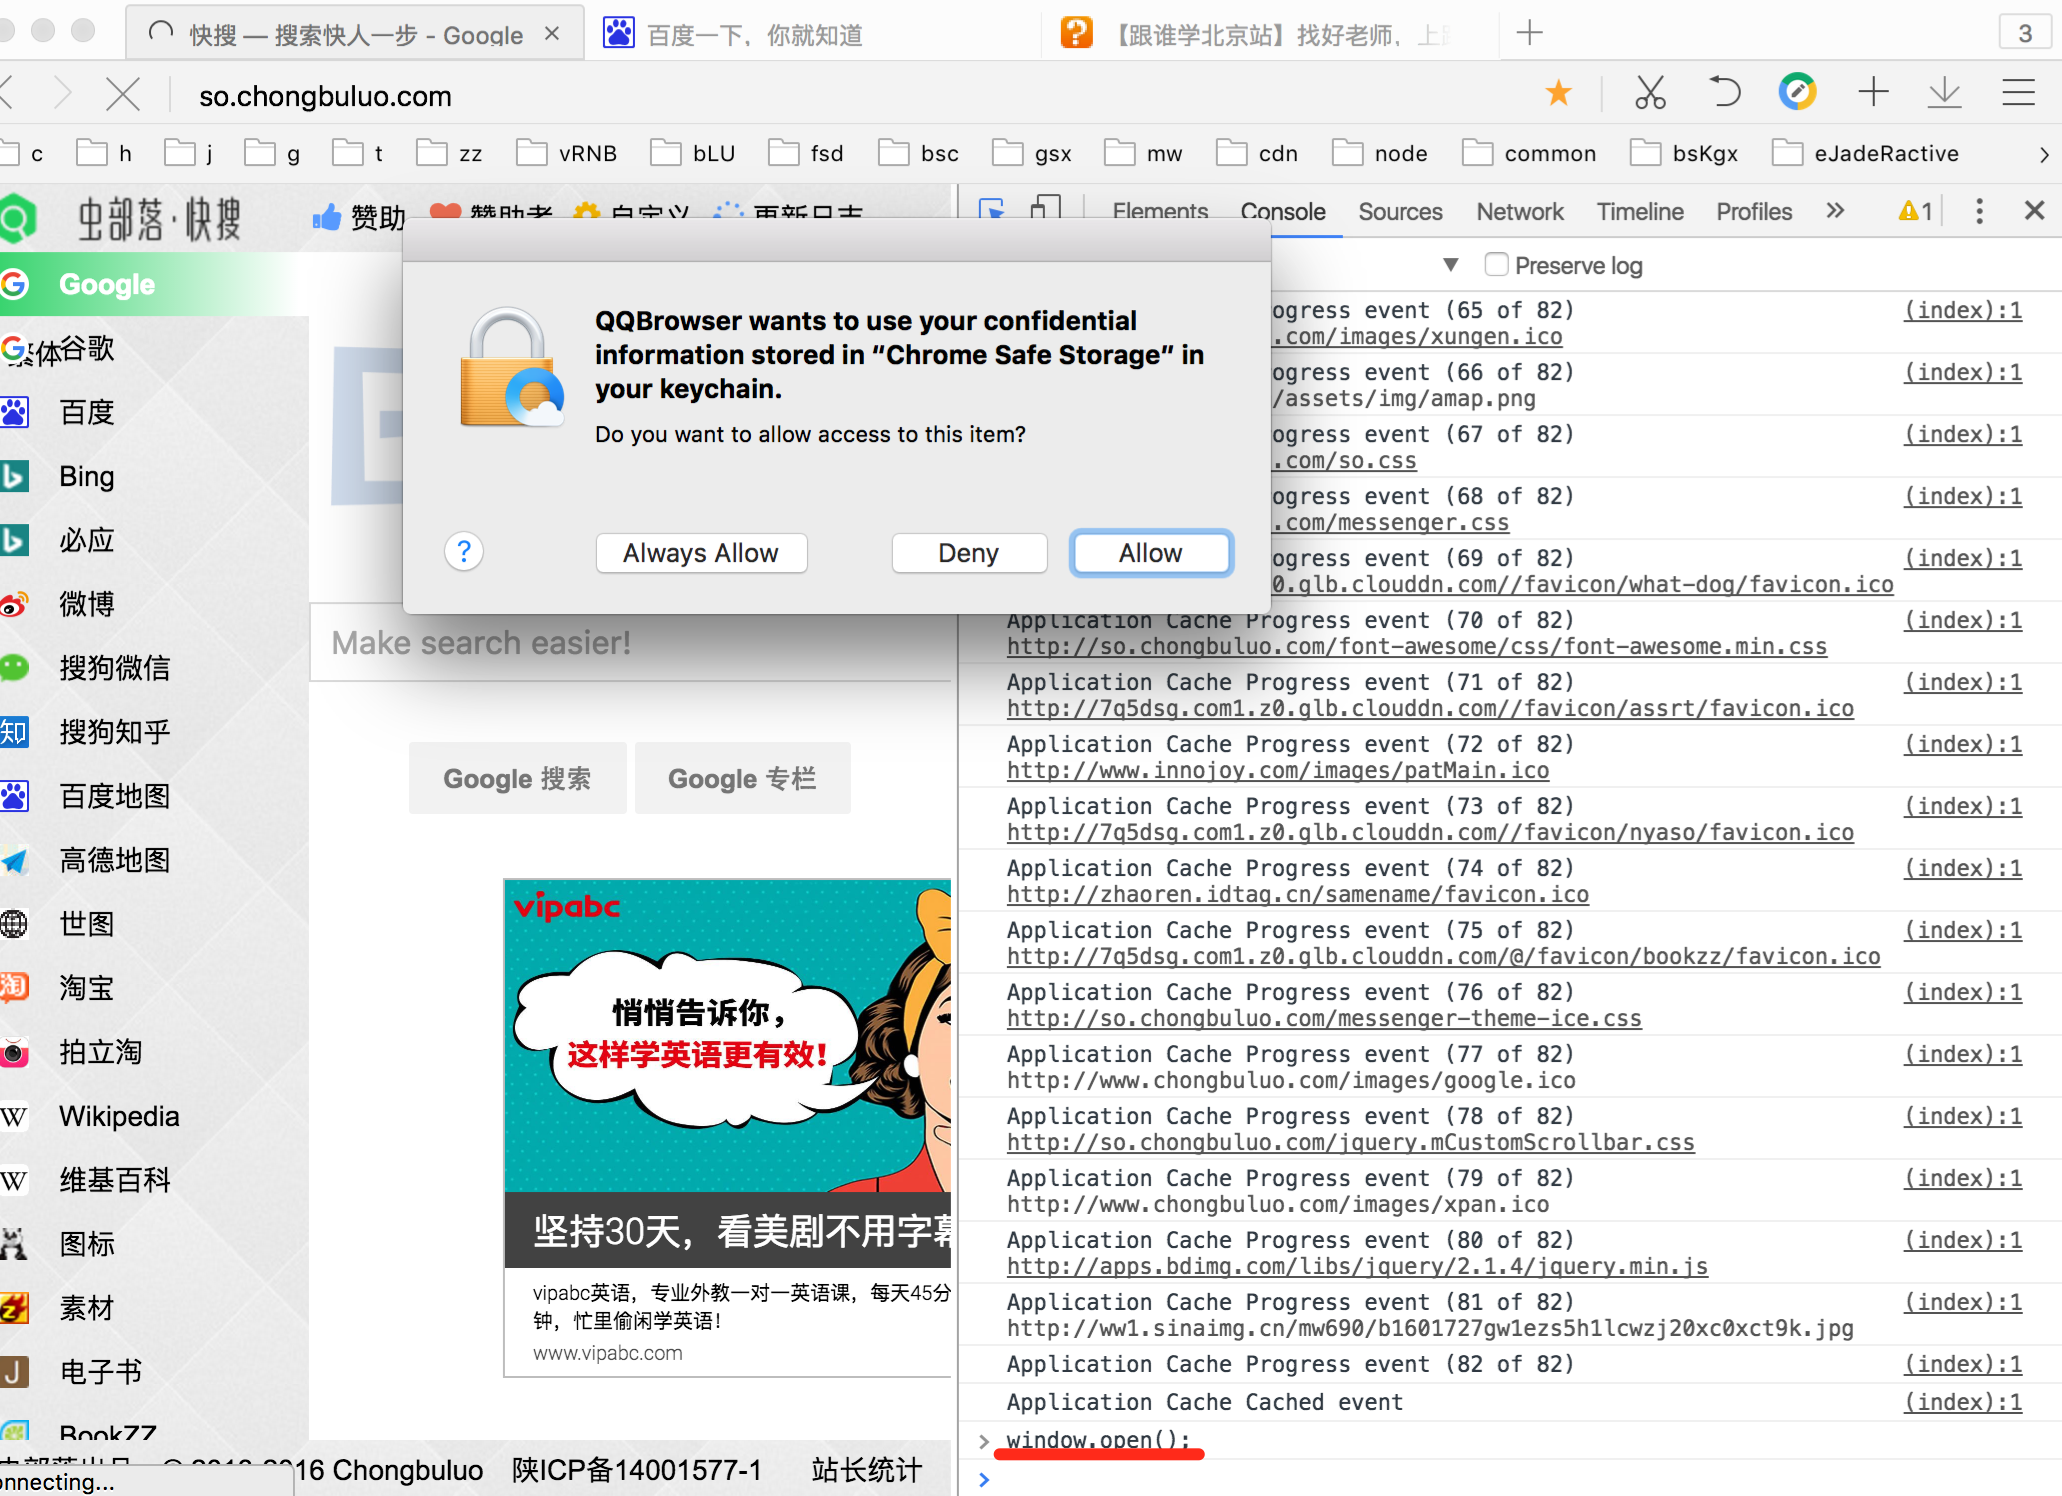 快搜 — 搜索快人一步 - Google
百度一下，你就知道
【跟谁学北京站】找好老师，上
3
so.chongbuluo.com
c h j g t zz vRNB bLU fsd bsc gsx mw cdn node common bsKgx eJadeRactive
虫部落·快搜
赞助 赞助者 自定义 更新日志
Elements Console Sources Network Timeline Profiles 1
Preserve log
Google
繁体谷歌
百度
Bing
必应
微博
搜狗微信
搜狗知乎
百度地图
高德地图
世图
淘宝
拍立淘
Wikipedia
维基百科
图标
素材
电子书
BookZZ
QQBrowser wants to use your confidential
information stored in “Chrome Safe Storage” in
your keychain.
Do you want to allow access to this item?
?
Always Allow
Deny
Allow
Make search easier!
Google 搜索
Google 专栏
vipabc
悄悄告诉你，
这样学英语更有效！
坚持30天，看美剧不用字幕
vipabc英语，专业外教一对一英语课，每天45分
钟，忙里偷闲学英语！
www.vipabc.com
ogress event (65 of 82) (index):1
.com/images/xungen.ico
ogress event (66 of 82) (index):1
/assets/img/amap.png
ogress event (67 of 82) (index):1
.com/so.css
ogress event (68 of 82) (index):1
.com/messenger.css
ogress event (69 of 82) (index):1
0.glb.clouddn.com//favicon/what-dog/favicon.ico
Application Cache Progress event (70 of 82) (index):1
http://so.chongbuluo.com/font-awesome/css/font-awesome.min.css
Application Cache Progress event (71 of 82) (index):1
http://7q5dsg.com1.z0.glb.clouddn.com//favicon/assrt/favicon.ico
Application Cache Progress event (72 of 82) (index):1
http://www.innojoy.com/images/patMain.ico
Application Cache Progress event (73 of 82) (index):1
http://7q5dsg.com1.z0.glb.clouddn.com//favicon/nyaso/favicon.ico
Application Cache Progress event (74 of 82) (index):1
http://zhaoren.idtag.cn/samename/favicon.ico
Application Cache Progress event (75 of 82) (index):1
http://7q5dsg.com1.z0.glb.clouddn.com/@/favicon/bookzz/favicon.ico
Application Cache Progress event (76 of 82) (index):1
http://so.chongbuluo.com/messenger-theme-ice.css
Application Cache Progress event (77 of 82) (index):1
http://www.chongbuluo.com/images/google.ico
Application Cache Progress event (78 of 82) (index):1
http://so.chongbuluo.com/jquery.mCustomScrollbar.css
Application Cache Progress event (79 of 82) (index):1
http://www.chongbuluo.com/images/xpan.ico
Application Cache Progress event (80 of 82) (index):1
http://apps.bdimg.com/libs/jquery/2.1.4/jquery.min.js
Application Cache Progress event (81 of 82) (index):1
http://ww1.sinaimg.cn/mw690/b1601727gw1ezs5h1lcwzj20xc0xct9k.jpg
Application Cache Progress event (82 of 82) (index):1
Application Cache Cached event (index):1
window.open();
16 Chongbuluo 陕ICP备14001577-1 站长统计
onnecting...